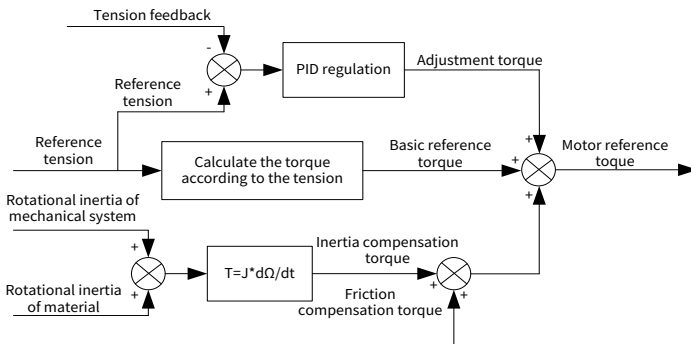 Tension feedback
-
PID regulation
Adjustment torque
+
Reference
tension
+
Reference
tension
Calculate the torque
according to the tension
Basic reference
torque
+
Motor reference
toque
+
Rotational inertia of
mechanical system
+
Rotational inertia
of material
+
T=J*dΩ/dt
Inertia compensation
torque
+
Friction
compensation torque
+